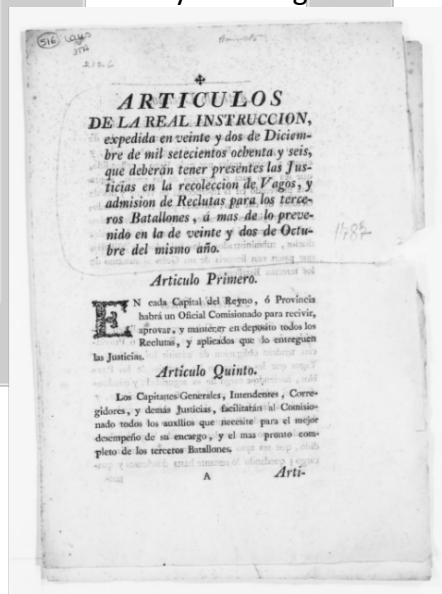 516
✠
ARTICULOS
DE LA REAL INSTRUCCION,
expedida en veinte y dos de Diciem-
bre de mil setecientos ochenta y seis,
que deberán tener presentes las Jus-
ticias en la recoleccion de Vagos, y
admision de Reclutas para los terce-
ros Batallones, á mas de lo preve-
nido en la de veinte y dos de Octu-
bre del mismo año.
Articulo Primero.
EN cada Capital del Reyno, ó Provincia
habrá un Oficial Comisionado para recivir,
aprovar, y mantener en deposito todos los
Reclutas, y aplicados que lo entreguen
las Justicias.
Articulo Quinto.
Los Capitanes Generales, Intendentes, Corre-
gidores, y demás Justicias, facilitarán al Comisio-
nado todos los auxîlios que necesite para el mejor
desempeño de su encargo, y el mas pronto com-
pleto de los terceros Batallones.
A Arti-